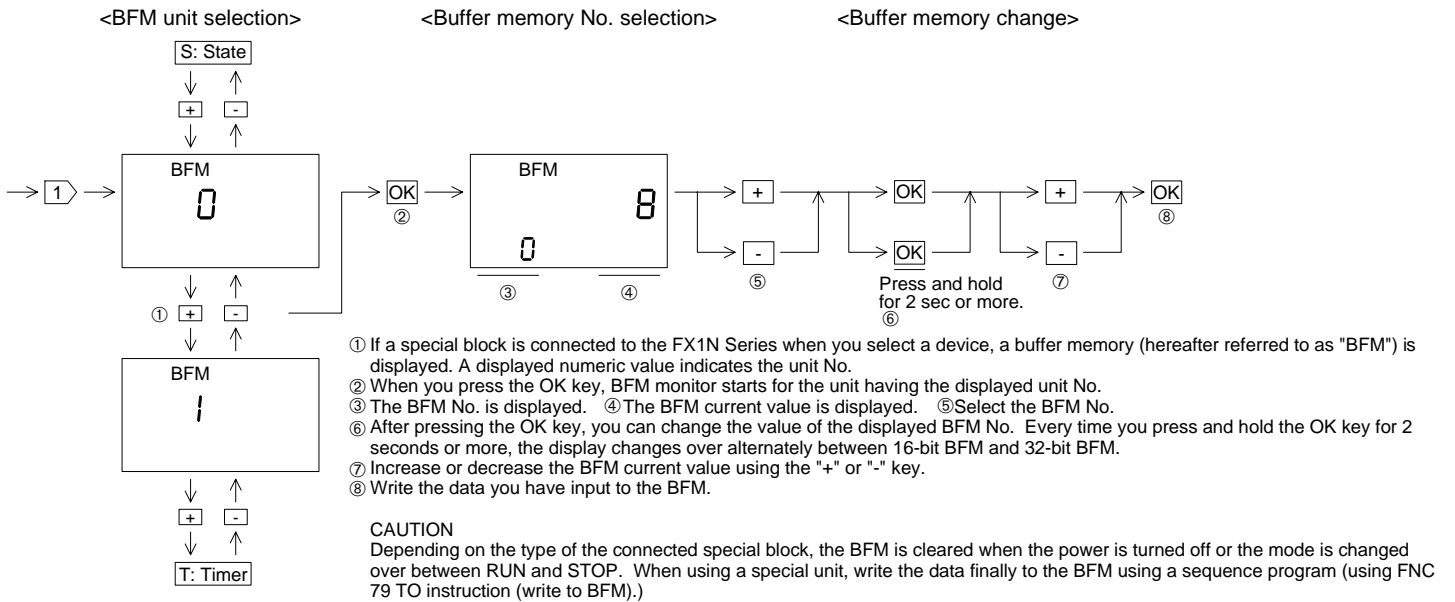 <BFM unit selection>
<Buffer memory No. selection>
<Buffer memory change>
S: State
+ -
1
BFM
0
① + -
BFM
1
+ -
T: Timer
OK
②
BFM
8
0
③ ④
+
-
⑤
OK
OK
Press and hold
for 2 sec or more.
⑥
+
-
⑦
OK
⑧
① If a special block is connected to the FX1N Series when you select a device, a buffer memory (hereafter referred to as "BFM") is
displayed. A displayed numeric value indicates the unit No.
② When you press the OK key, BFM monitor starts for the unit having the displayed unit No.
③ The BFM No. is displayed. ④The BFM current value is displayed. ⑤Select the BFM No.
⑥ After pressing the OK key, you can change the value of the displayed BFM No. Every time you press and hold the OK key for 2
seconds or more, the display changes over alternately between 16-bit BFM and 32-bit BFM.
⑦ Increase or decrease the BFM current value using the "+" or "-" key.
⑧ Write the data you have input to the BFM.
CAUTION
Depending on the type of the connected special block, the BFM is cleared when the power is turned off or the mode is changed
over between RUN and STOP. When using a special unit, write the data finally to the BFM using a sequence program (using FNC
79 TO instruction (write to BFM).)